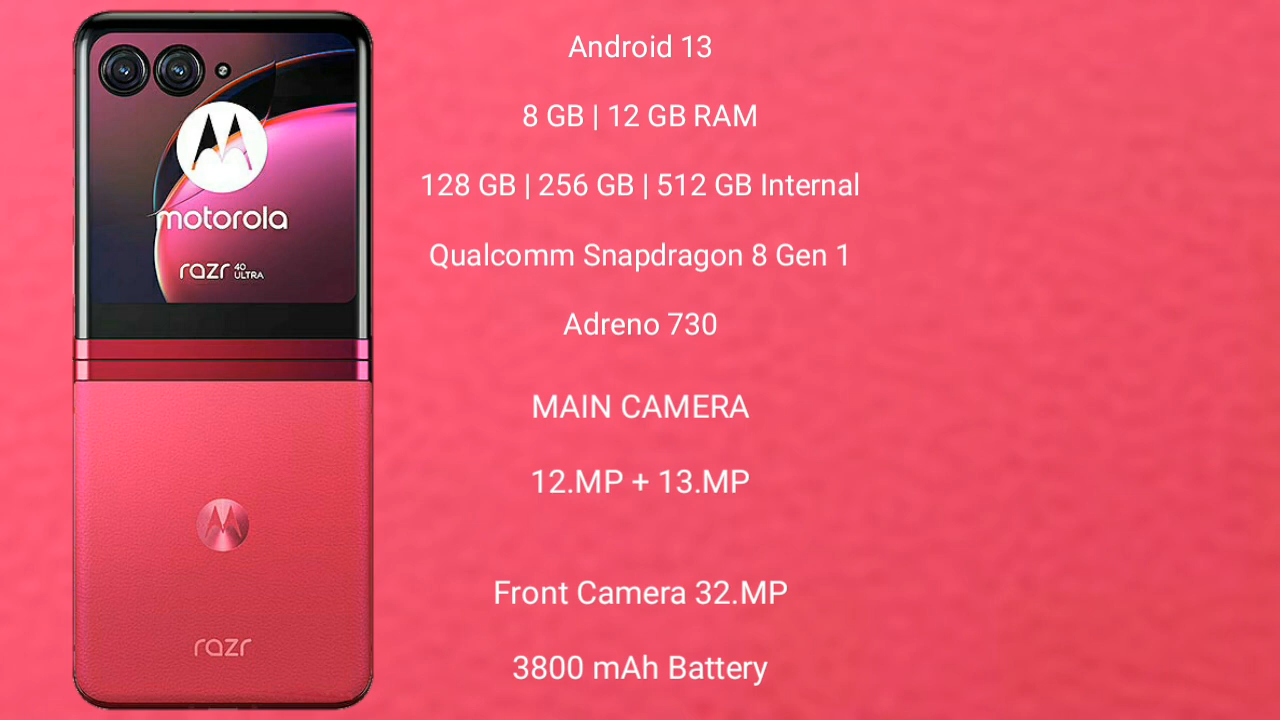 motorola
razr 40 ULTRA
razr
Android 13
8 GB | 12 GB RAM
128 GB | 256 GB | 512 GB Internal
Qualcomm Snapdragon 8 Gen 1
Adreno 730
MAIN CAMERA
12.MP + 13.MP
Front Camera 32.MP
3800 mAh Battery